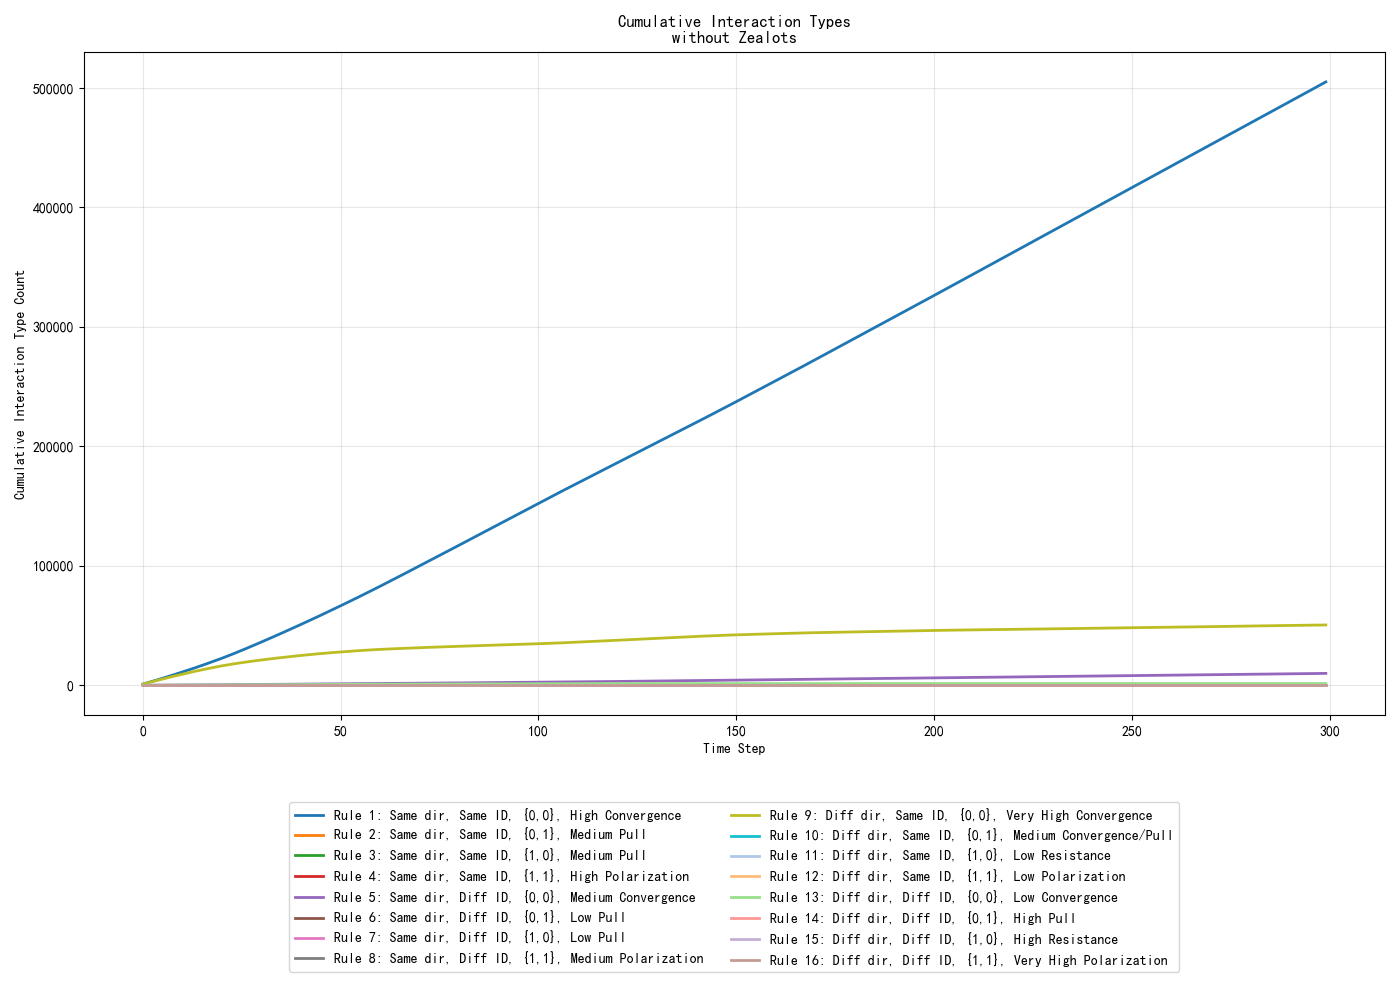 Cumulative Interaction Types
without Zealots
Cumulative Interaction Type Count
500000
400000
300000
200000
100000
0
0 50 100 150 200 250 300
Time Step
Rule 1: Same dir, Same ID, {0,0}, High Convergence
Rule 2: Same dir, Same ID, {0,1}, Medium Pull
Rule 3: Same dir, Same ID, {1,0}, Medium Pull
Rule 4: Same dir, Same ID, {1,1}, High Polarization
Rule 5: Same dir, Diff ID, {0,0}, Medium Convergence
Rule 6: Same dir, Diff ID, {0,1}, Low Pull
Rule 7: Same dir, Diff ID, {1,0}, Low Pull
Rule 8: Same dir, Diff ID, {1,1}, Medium Polarization
Rule 9: Diff dir, Same ID, {0,0}, Very High Convergence
Rule 10: Diff dir, Same ID, {0,1}, Medium Convergence/Pull
Rule 11: Diff dir, Same ID, {1,0}, Low Resistance
Rule 12: Diff dir, Same ID, {1,1}, Low Polarization
Rule 13: Diff dir, Diff ID, {0,0}, Low Convergence
Rule 14: Diff dir, Diff ID, {0,1}, High Pull
Rule 15: Diff dir, Diff ID, {1,0}, High Resistance
Rule 16: Diff dir, Diff ID, {1,1}, Very High Polarization